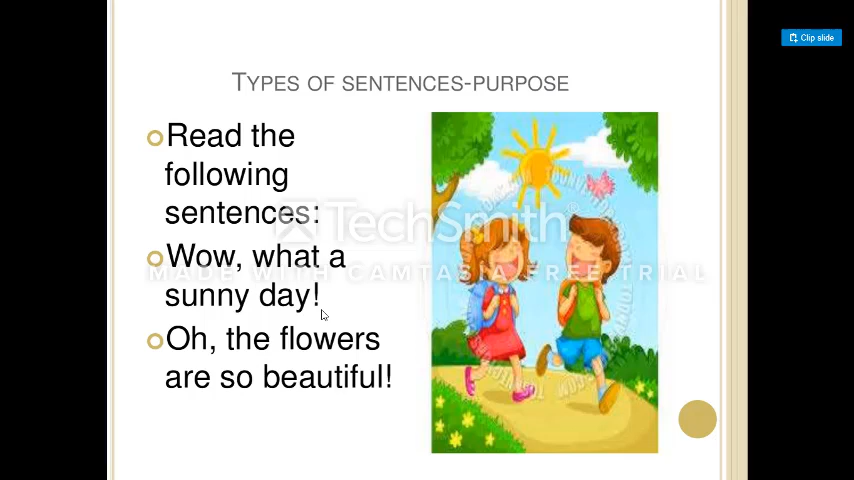 Clip slide
TYPES OF SENTENCES-PURPOSE
Read the
following
sentences:
TechSmith®
Wow, what a
MADE WITH CAMTASIA FREE TRIAL
sunny day!
Oh, the flowers
are so beautiful!